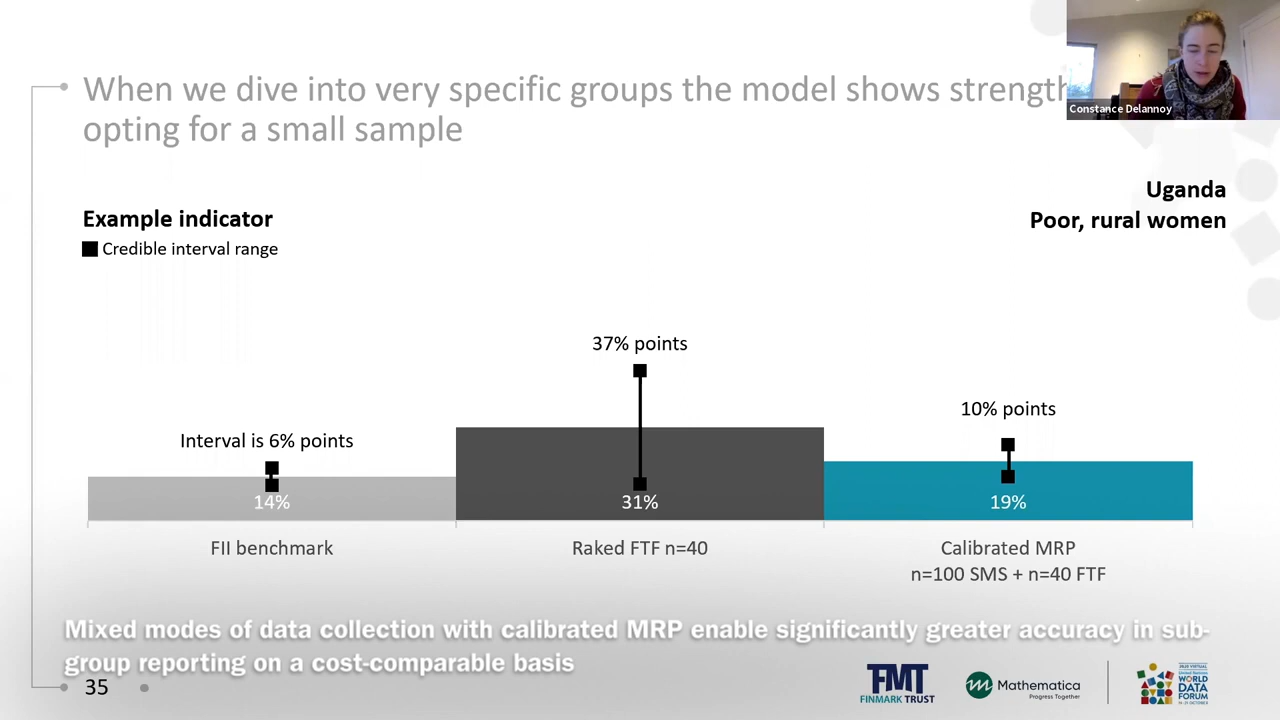 When we dive into very specific groups the model shows strength
opting for a small sample
Constance Delannoy
Uganda
Poor, rural women
Example indicator
Credible interval range
37% points
10% points
Interval is 6% points
14%
31%
19%
FII benchmark
Raked FTF n=40
Calibrated MRP
n=100 SMS + n=40 FTF
Mixed modes of data collection with calibrated MRP enable significantly greater accuracy in sub-
group reporting on a cost-comparable basis
35
FMT
FINMARK TRUST
Mathematica
Progress Together
2020 VIRTUAL
United Nations
WORLD
DATA
FORUM